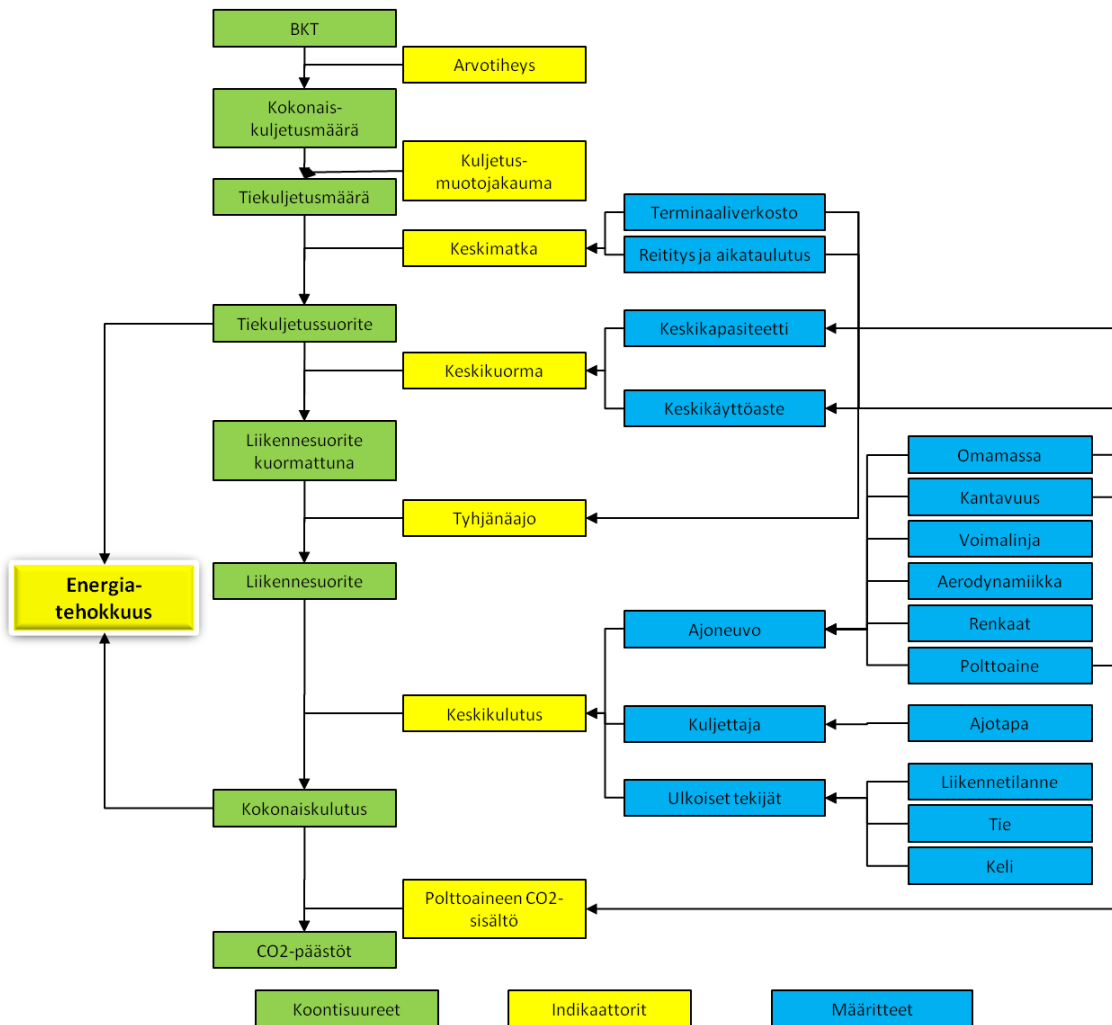 BKT
Arvotiheys
Kokonais-
kuljetusmäärä
Kuljetus-
muotojakauma
Tiekuljetusmäärä
Terminaaliverkosto
Keskimatka
Reititys ja aikataulutus
Tiekuljetussuorite
Keskikapasiteetti
Keskikuorma
Keskikäyttöaste
Liikennesuorite
kuormattuna
Omamassa
Kantavuus
Tyhjänäajo
Voimalinja
Energia-
tehokkuus
Liikennesuorite
Aerodynamiikka
Ajoneuvo
Renkaat
Polttoaine
Keskikulutus
Kuljettaja
Ajotapa
Kokonaiskulutus
Ulkoiset tekijät
Liikennetilanne
Tie
Keli
Polttoaineen CO2-
sisältö
CO2-päästöt
Koontisuureet
Indikaattorit
Määritteet